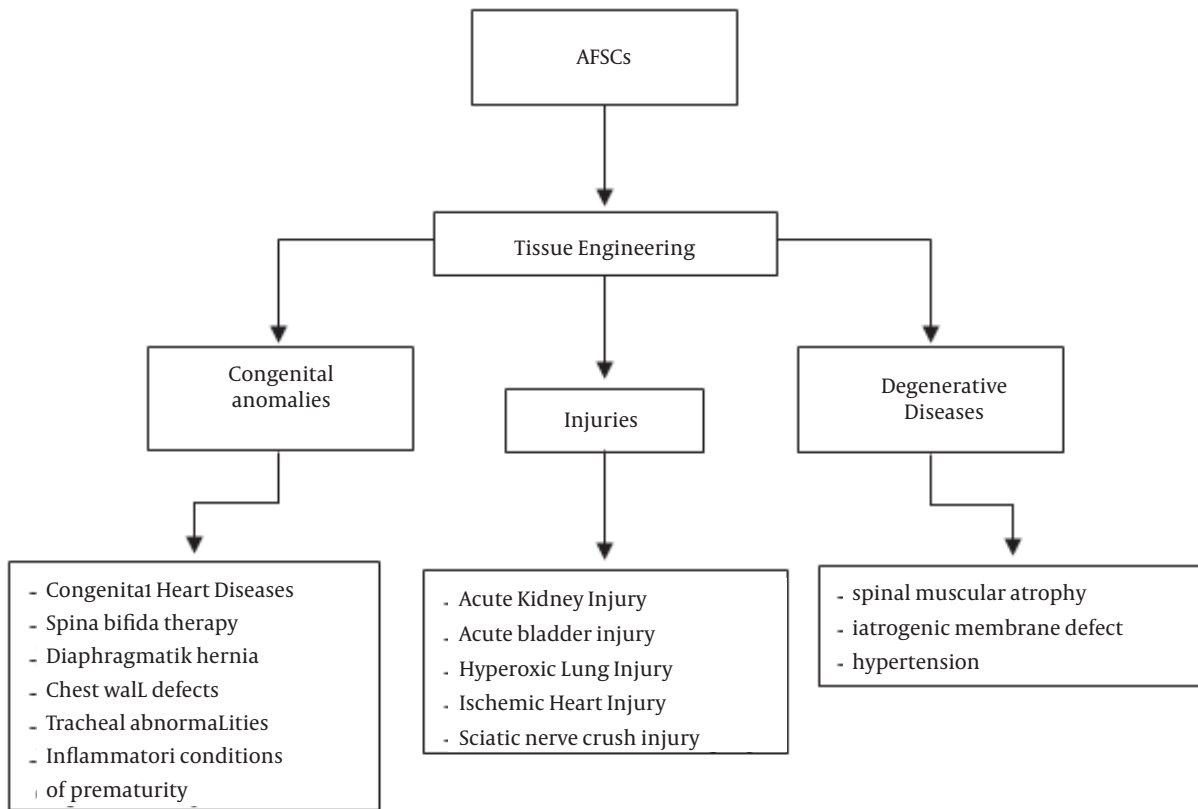 AFSCs
Tissue Engineering
Congenital
anomalies
Injuries
Degenerative
Diseases
- Congenita1 Heart Diseases
- Spina bifida therapy
- Diaphragmatik hernia
- Chest walL defects
- Tracheal abnormaLities
- Inflammatori conditions
of prematurity
- Acute Kidney Injury
- Acute bladder injury
- Hyperoxic Lung Injury
- Ischemic Heart Injury
- Sciatic nerve crush injury
- spinal muscular atrophy
- iatrogenic membrane defect
- hypertension